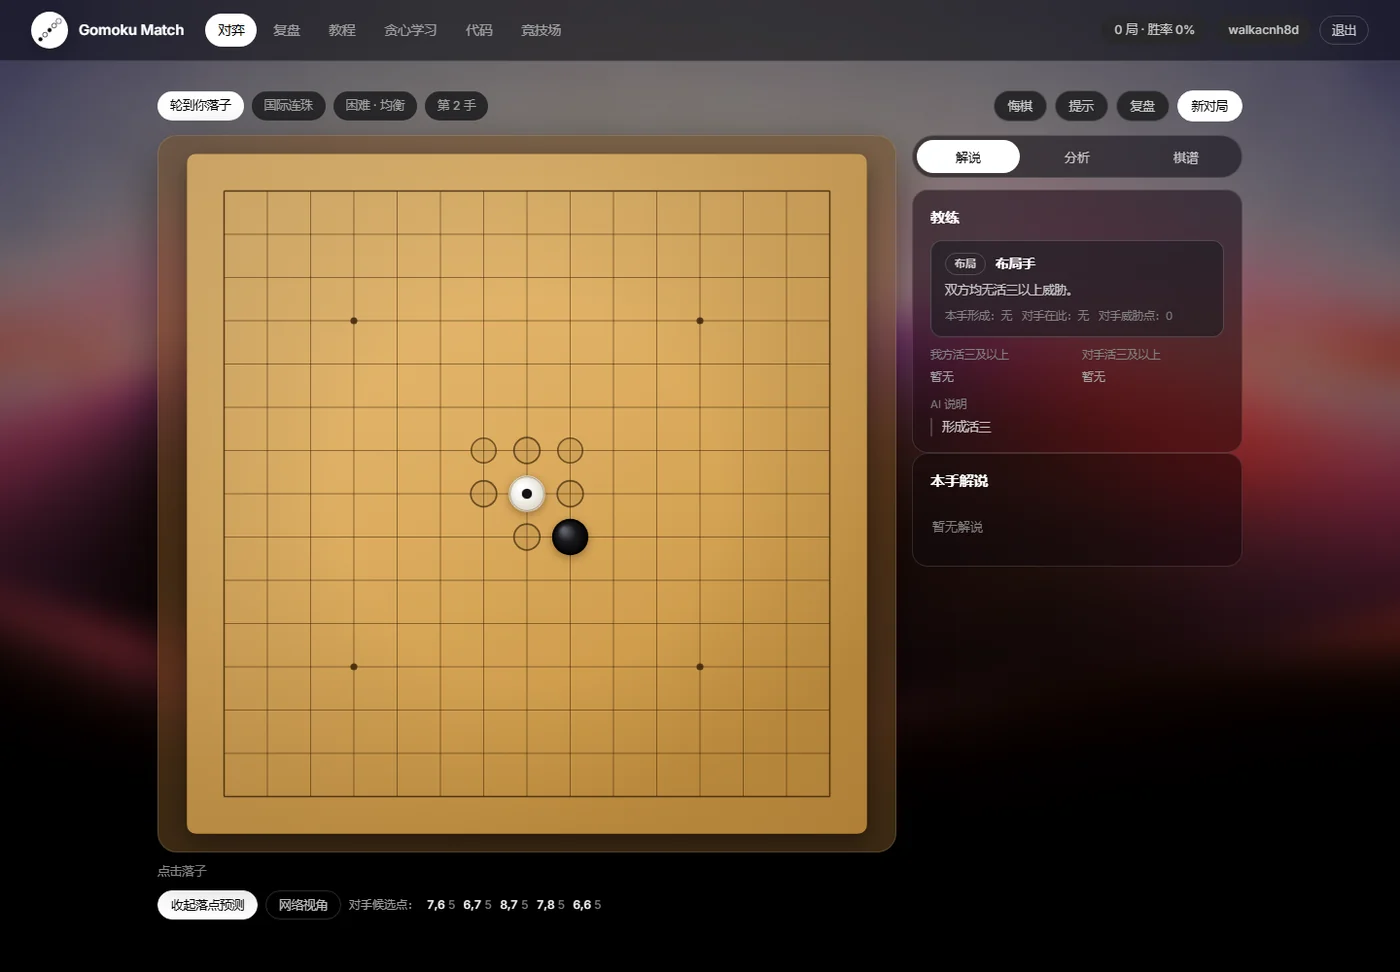 Gomoku Match 对弈 复盘 教程 贪心学习 代码 竞技场 0 局 · 胜率 0% walkacnh8d 退出
轮到你落子 国际连珠 困难 · 均衡 第 2 手 悔棋 提示 复盘 新对局
解说 分析 棋谱
教练
布局 布局手
双方均无活三以上威胁。
本手形成：无 对手在此：无 对手威胁点：0
我方活三及以上 对手活三及以上
暂无 暂无
AI 说明
形成活三
本手解说
暂无解说
点击落子
收起落点预测 网络视角 对手候选点： 7,6 5 6,7 5 8,7 5 7,8 5 6,6 5